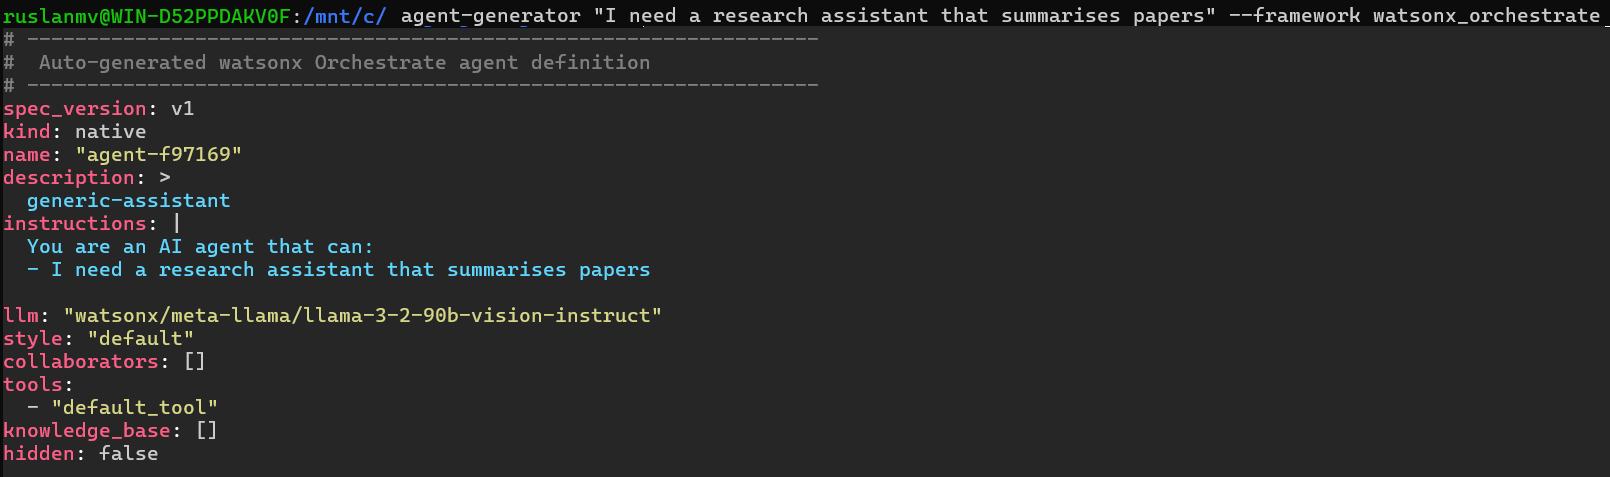 ruslanmv@WIN-D52PPDAKV0F:/mnt/c/ agent-generator "I need a research assistant that summarises papers" --framework watsonx_orchestrate
# ------------------------------------------------------------------
#  Auto-generated watsonx Orchestrate agent definition
# ------------------------------------------------------------------
spec_version: v1
kind: native
name: "agent-f97169"
description: >
  generic-assistant
instructions: |
  You are an AI agent that can:
  - I need a research assistant that summarises papers

llm: "watsonx/meta-llama/llama-3-2-90b-vision-instruct"
style: "default"
collaborators: []
tools:
  - "default_tool"
knowledge_base: []
hidden: false